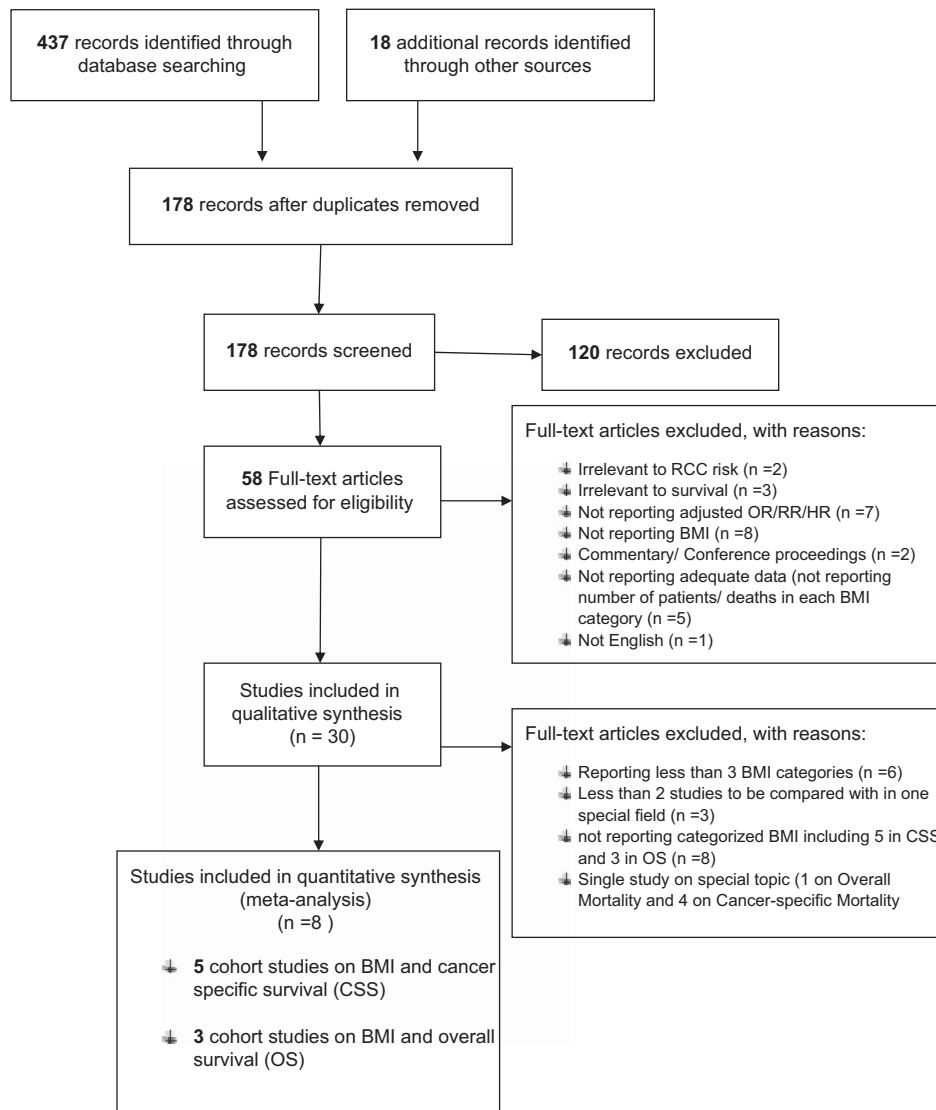 437 records identified through
database searching
18 additional records identified
through other sources
178 records after duplicates removed
178 records screened
120 records excluded
58 Full-text articles
assessed for eligibility
Full-text articles excluded, with reasons:
Irrelevant to RCC risk (n =2)
Irrelevant to survival (n =3)
Not reporting adjusted OR/RR/HR (n =7)
Not reporting BMI (n =8)
Commentary/ Conference proceedings (n =2)
Not reporting adequate data (not reporting
number of patients/ deaths in each BMI
category (n =5)
Not English (n =1)
Studies included in
qualitative synthesis
(n = 30)
Full-text articles excluded, with reasons:
Reporting less than 3 BMI categories (n =6)
Less than 2 studies to be compared with in one
special field (n =3)
not reporting categorized BMI including 5 in CSS
and 3 in OS (n =8)
Single study on special topic (1 on Overall
Mortality and 4 on Cancer-specific Mortality
Studies included in quantitative synthesis
(meta-analysis)
(n =8 )
5 cohort studies on BMI and cancer
specific survival (CSS)
3 cohort studies on BMI and overall
survival (OS)